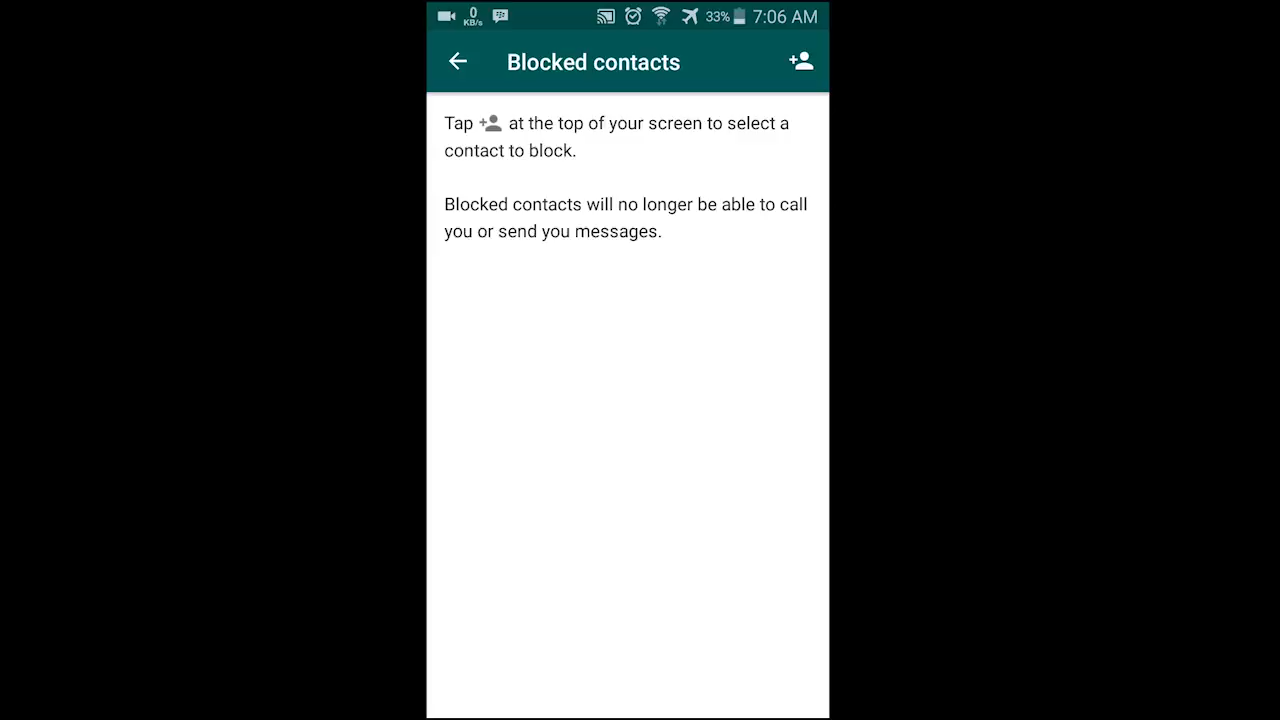 0 KB/s 33% 7:06 AM
Blocked contacts
Tap at the top of your screen to select a
contact to block.
Blocked contacts will no longer be able to call
you or send you messages.